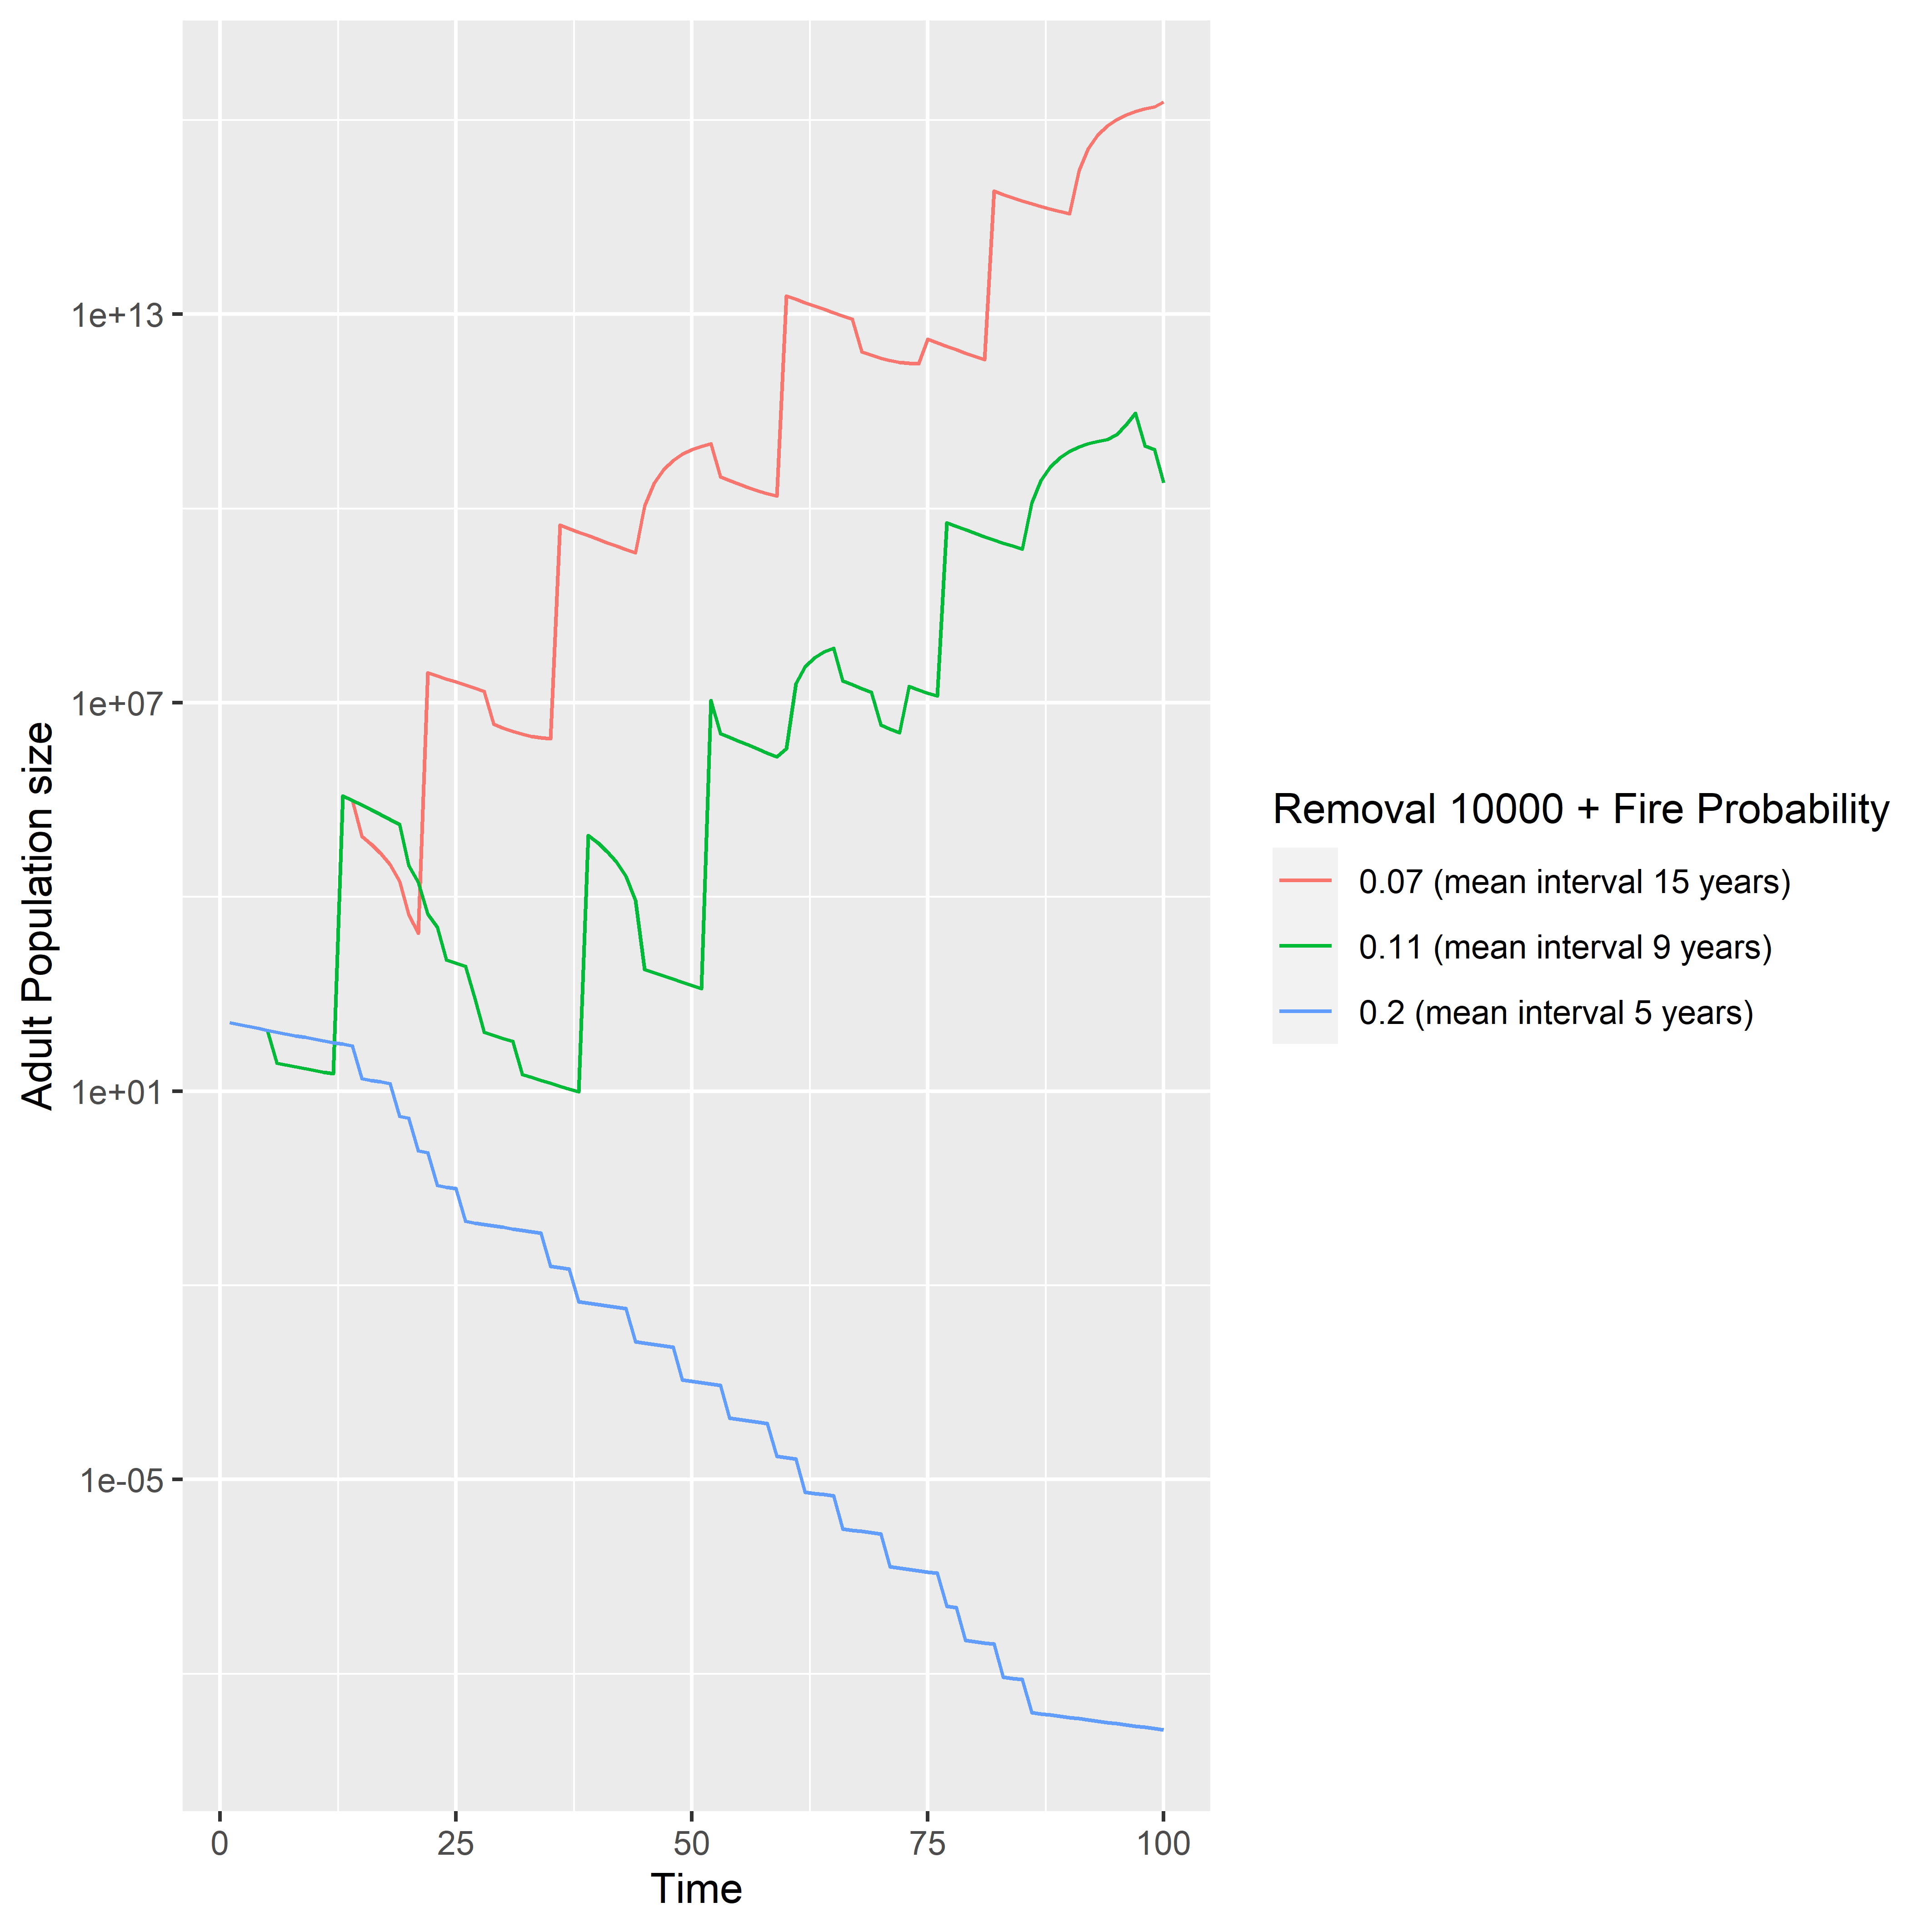 1e+13
1e+07
1e+01
1e-05
Adult Population size
0
25
50
75
100
Time
Removal 10000 + Fire Probability
0.07 (mean interval 15 years)
0.11 (mean interval 9 years)
0.2 (mean interval 5 years)